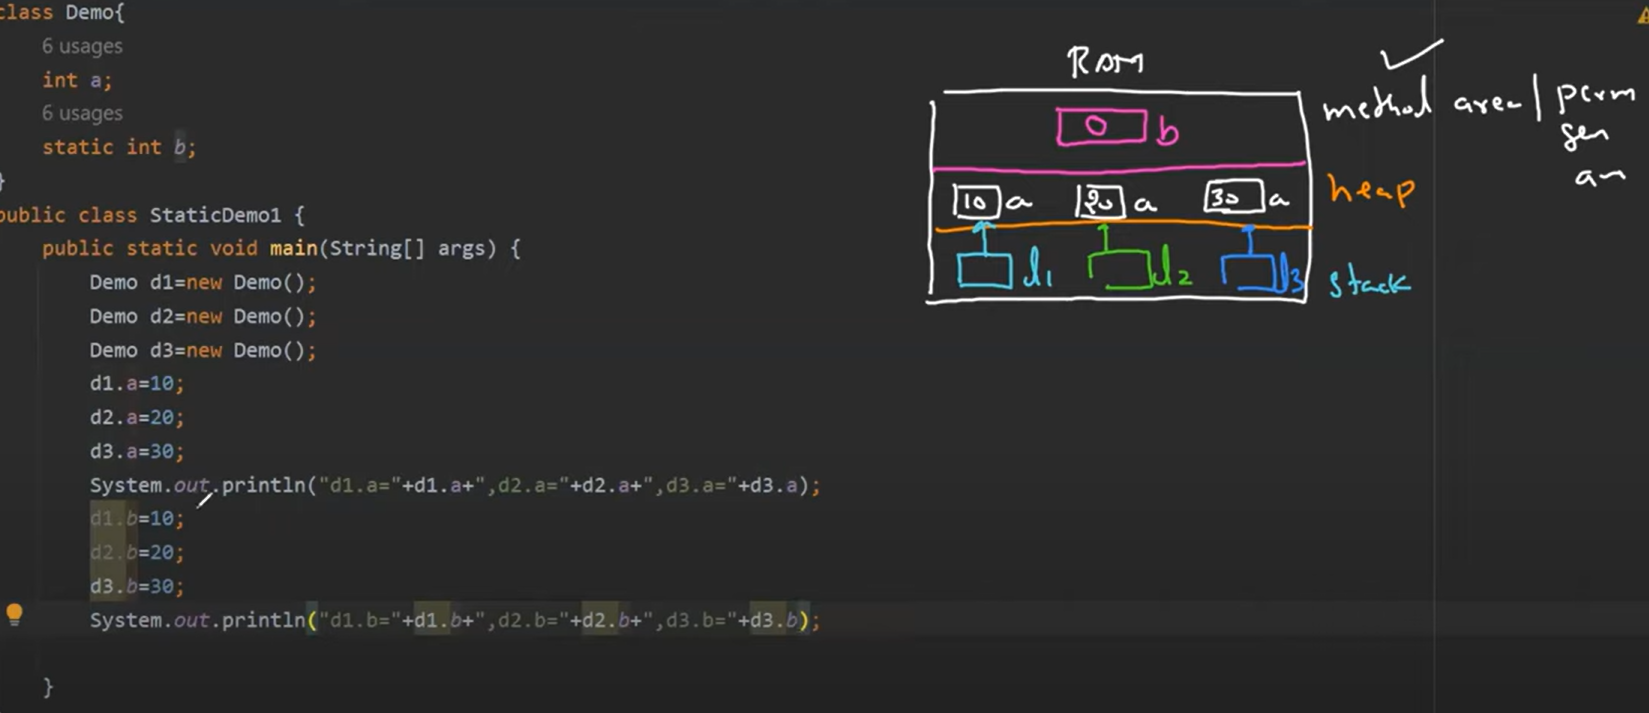 class Demo{
6 usages
int a;
6 usages
static int b;
}
public class StaticDemo1 {
public static void main(String[] args) {
Demo d1=new Demo();
Demo d2=new Demo();
Demo d3=new Demo();
d1.a=10;
d2.a=20;
d3.a=30;
System.out.println("d1.a="+d1.a+",d2.a="+d2.a+",d3.a="+d3.a);
d1.b=10;
d2.b=20;
d3.b=30;
System.out.println("d1.b="+d1.b+",d2.b="+d2.b+",d3.b="+d3.b);
}
RAM
0 b
method area | perm
gen
10 a 20 a 30 a
heap
d1 d2 d3
stack